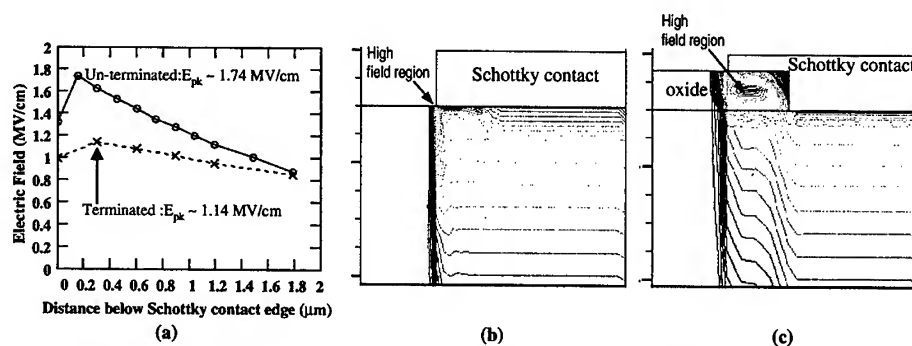 2
1.8
1.6
1.4
1.2
1
0.8
0.6
0.4
0.2
0
Electric Field (MV/cm)
Un-terminated:Epk ~ 1.74 MV/cm
Terminated :Epk ~ 1.14 MV/cm
0 0.2 0.4 0.6 0.8 1 1.2 1.4 1.6 1.8 2
Distance below Schottky contact edge (μm)
(a)
High
field region
Schottky contact
(b)
High
field region
Schottky contact
oxide
(c)